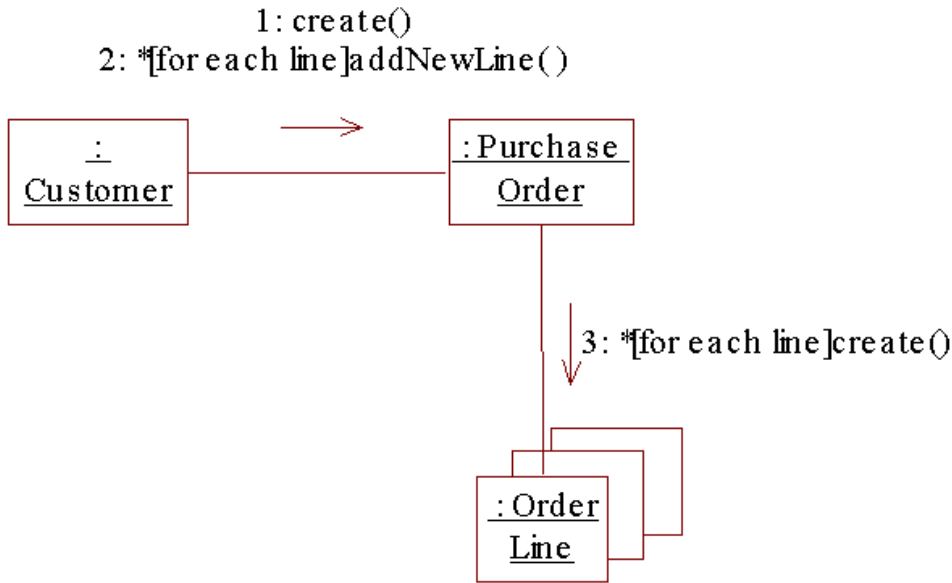 1: create()
2: *[for each line]addNewLine()
:
Customer
:Purchase
Order
3: *[for each line]create()
:Order
Line